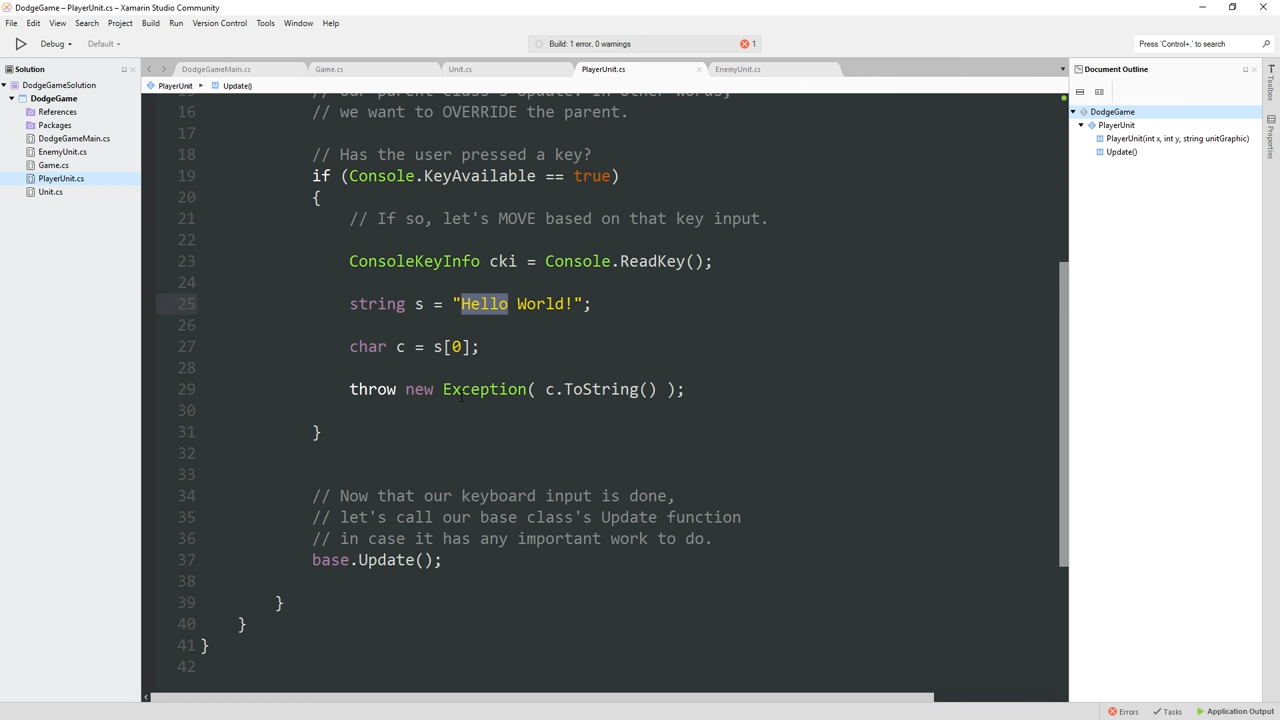 DodgeGame – PlayerUnit.cs - Xamarin Studio Community
File Edit View Search Project Build Run Version Control Tools Window Help
Debug Default Build: 1 error, 0 warnings 1 Press 'Control+,' to search
Solution
DodgeGameSolution
DodgeGame
References
Packages
DodgeGameMain.cs
EnemyUnit.cs
Game.cs
PlayerUnit.cs
Unit.cs
DodgeGameMain.cs Game.cs Unit.cs PlayerUnit.cs EnemyUnit.cs
PlayerUnit Update()
15 // our parent class's Update. In other words,
16 // we want to OVERRIDE the parent.
17
18 // Has the user pressed a key?
19 if (Console.KeyAvailable == true)
20 {
21 // If so, let's MOVE based on that key input.
22
23 ConsoleKeyInfo cki = Console.ReadKey();
24
25 string s = "Hello World!";
26
27 char c = s[0];
28
29 throw new Exception( c.ToString() );
30
31 }
32
33
34 // Now that our keyboard input is done,
35 // let's call our base class's Update function
36 // in case it has any important work to do.
37 base.Update();
38
39 }
40 }
41 }
42
Document Outline
DodgeGame
PlayerUnit
PlayerUnit(int x, int y, string unitGraphic)
Update()
Toolbox
Properties
Errors Tasks Application Output